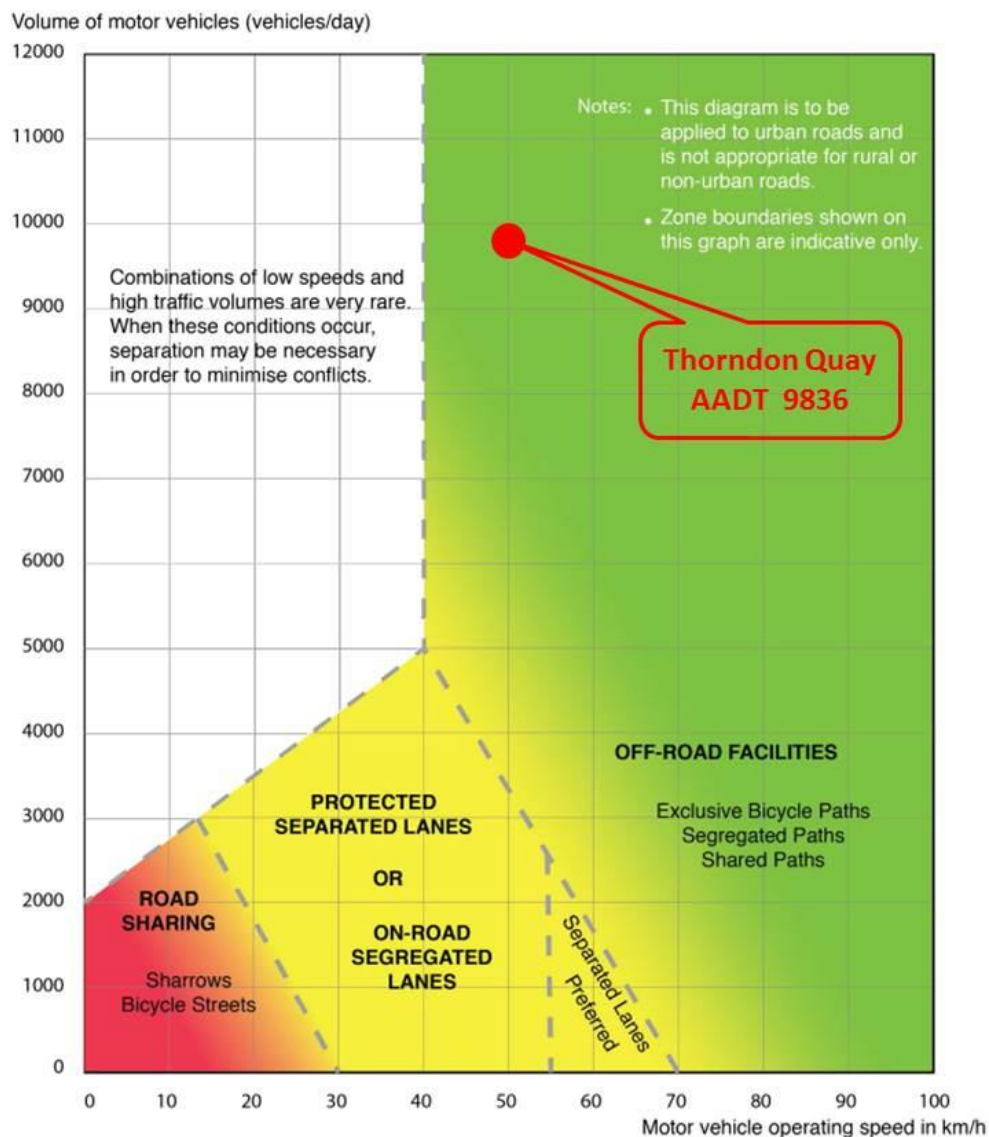 Volume of motor vehicles (vehicles/day)
12000
11000
10000
9000
8000
7000
6000
5000
4000
3000
2000
1000
0
Notes: • This diagram is to be
applied to urban roads and
is not appropriate for rural or
non-urban roads.
• Zone boundaries shown on
this graph are indicative only.
Combinations of low speeds and
high traffic volumes are very rare.
When these conditions occur,
separation may be necessary
in order to minimise conflicts.
Thorndon Quay
AADT 9836
OFF-ROAD FACILITIES
Exclusive Bicycle Paths
Segregated Paths
Shared Paths
PROTECTED
SEPARATED LANES
OR
ON-ROAD
SEGREGATED
LANES
ROAD
SHARING
Sharrows
Bicycle Streets
Separated Lanes
Preferred
0 10 20 30 40 50 60 70 80 90 100
Motor vehicle operating speed in km/h